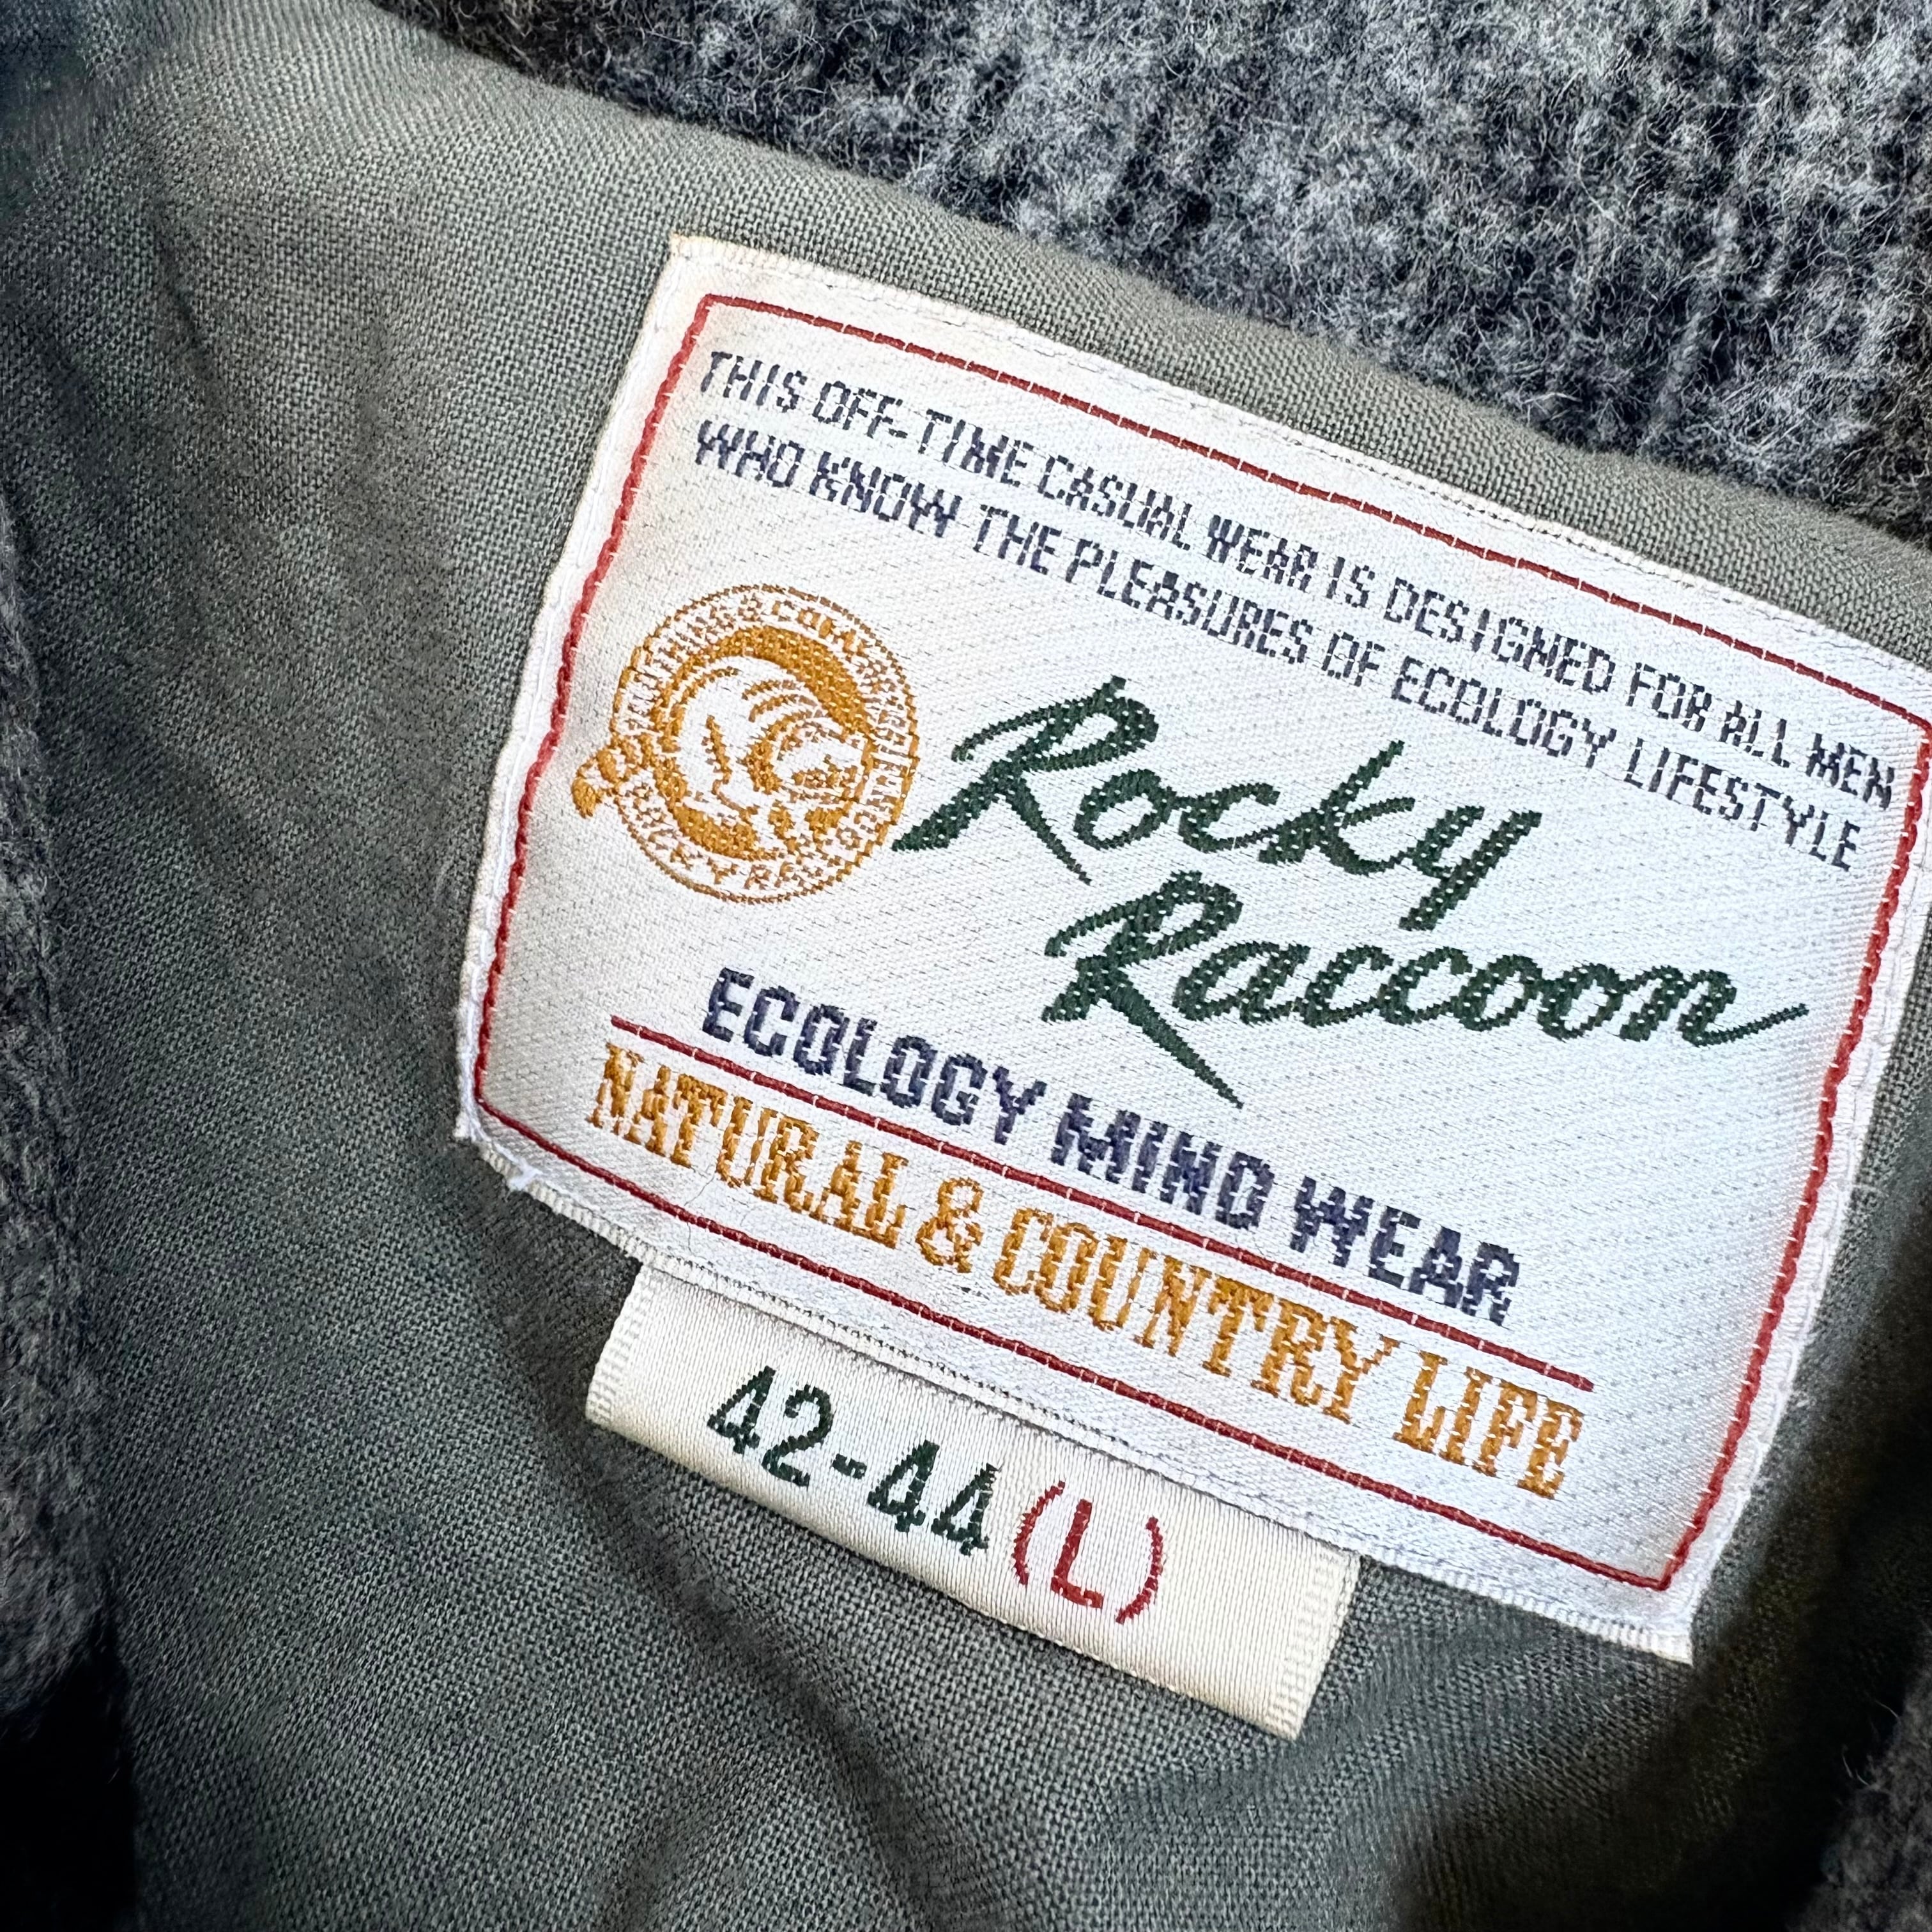 THIS OFF-TIME CASUAL WEAR IS DESIGNED FOR ALL MEN
WHO KNOW THE PLEASURES OF ECOLOGY LIFESTYLE
Rocky
Raccoon
ECOLOGY MIND WEAR
NATURAL & COUNTRY LIFE
42-44 (L)